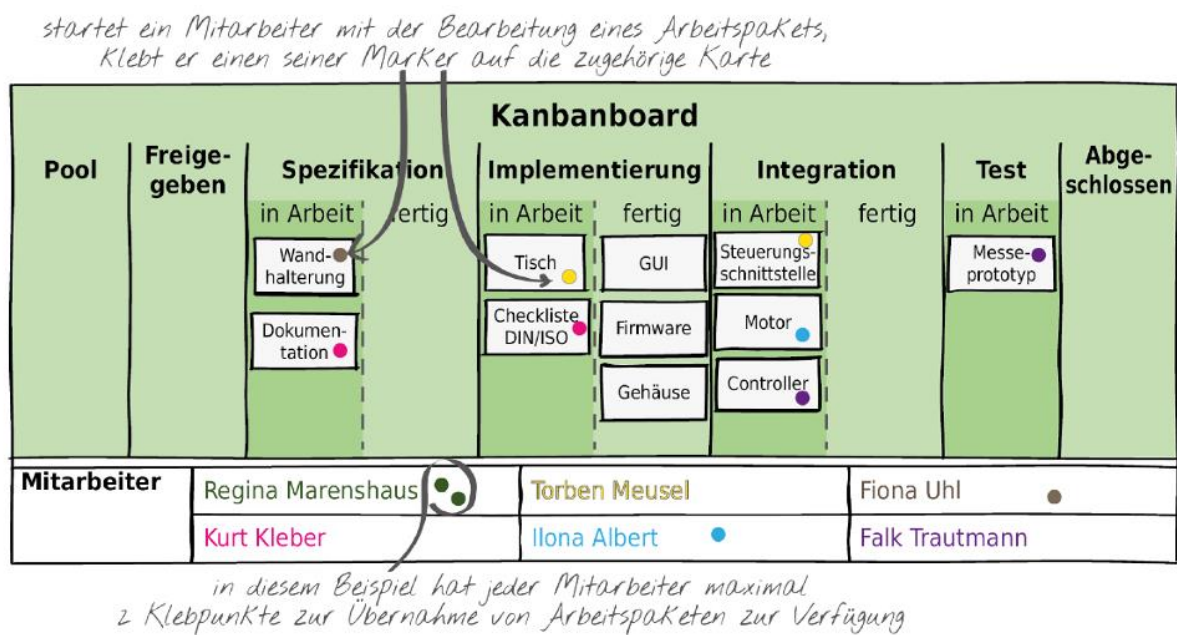 startet ein Mitarbeiter mit der Bearbeitung eines Arbeitspakets,
klebt er einen seiner Marker auf die zugehörige Karte
Kanbanboard
Pool
Freige-
geben
Spezifikation
Implementierung
Integration
Test
Abge-
schlossen
in Arbeit
fertig
in Arbeit
fertig
in Arbeit
fertig
in Arbeit
Wand-
halterung
Dokumen-
tation
Tisch
Checkliste
DIN/ISO
GUI
Firmware
Gehäuse
Steuerungs-
schnittstelle
Motor
Controller
Messe-
prototyp
Mitarbeiter
Regina Marenshaus
Torben Meusel
Fiona Uhl
Kurt Kleber
Ilona Albert
Falk Trautmann
in diesem Beispiel hat jeder Mitarbeiter maximal
2 Klebpunkte zur Übernahme von Arbeitspaketen zur Verfügung